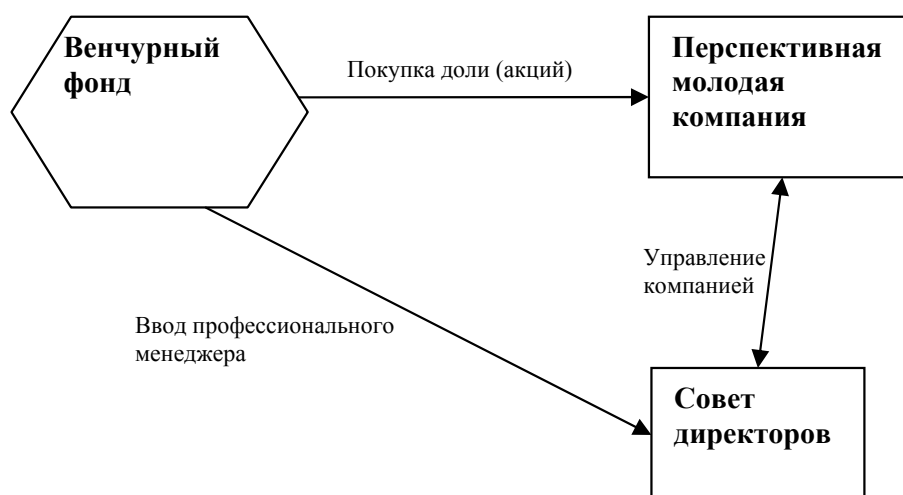 Венчурный
фонд
Покупка доли (акций)
Перспективная
молодая
компания
Управление
компанией
Ввод профессионального
менеджера
Совет
директоров